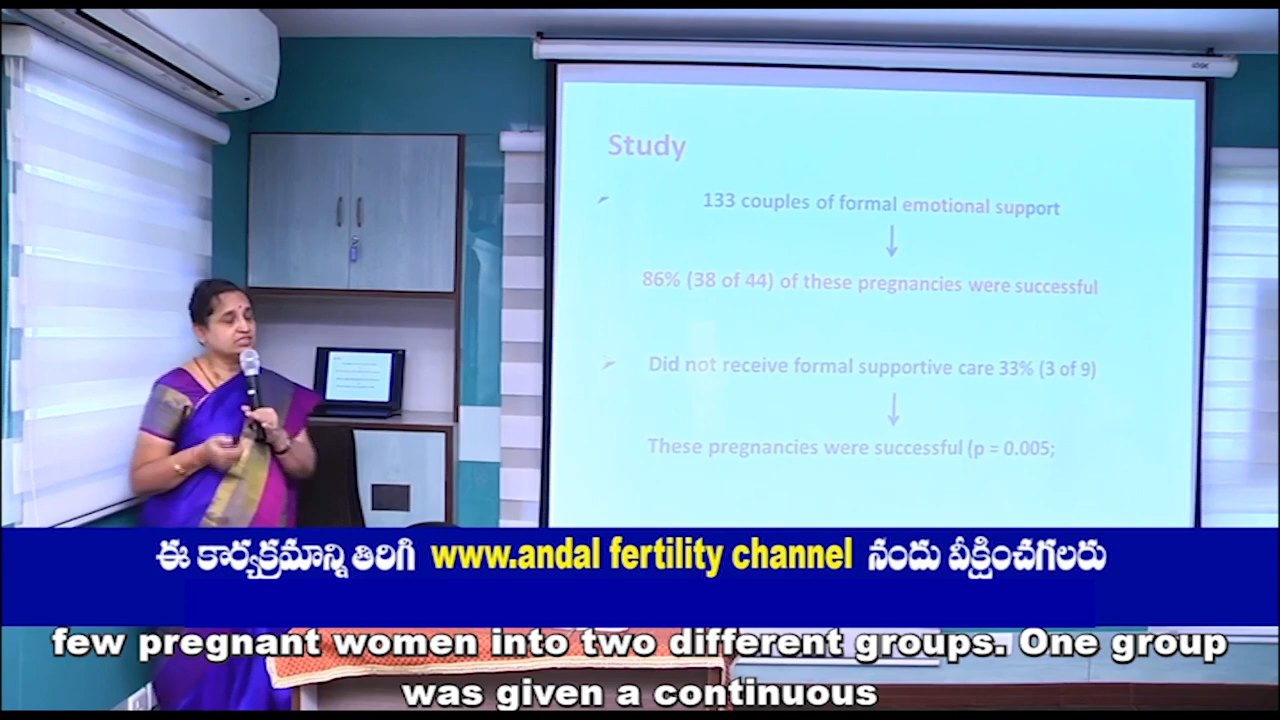 Study
133 couples of formal emotional support
86% (38 of 44) of these pregnancies were successful
Did not receive formal supportive care 33% (3 of 9)
These pregnancies were successful (p = 0.005;
ఈ కార్యక్రమాన్ని తిరిగి www.andal fertility channel నందు వీక్షించగలరు
few pregnant women into two different groups. One group
was given a continuous